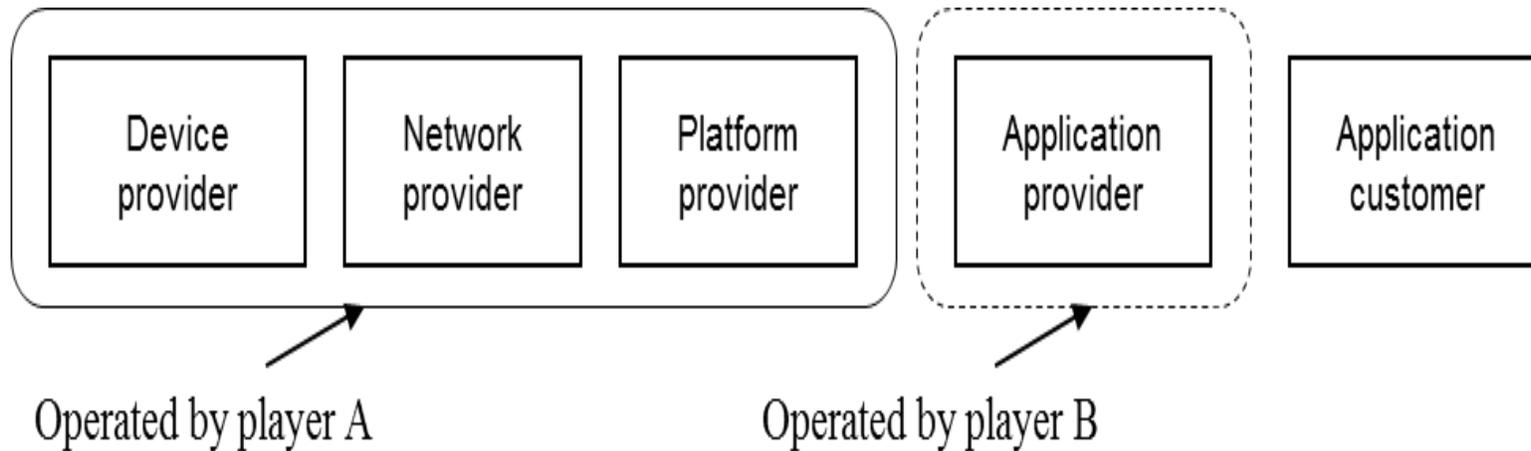 Device
provider
Network
provider
Platform
provider
Application
provider
Application
customer
Operated by player A
Operated by player B